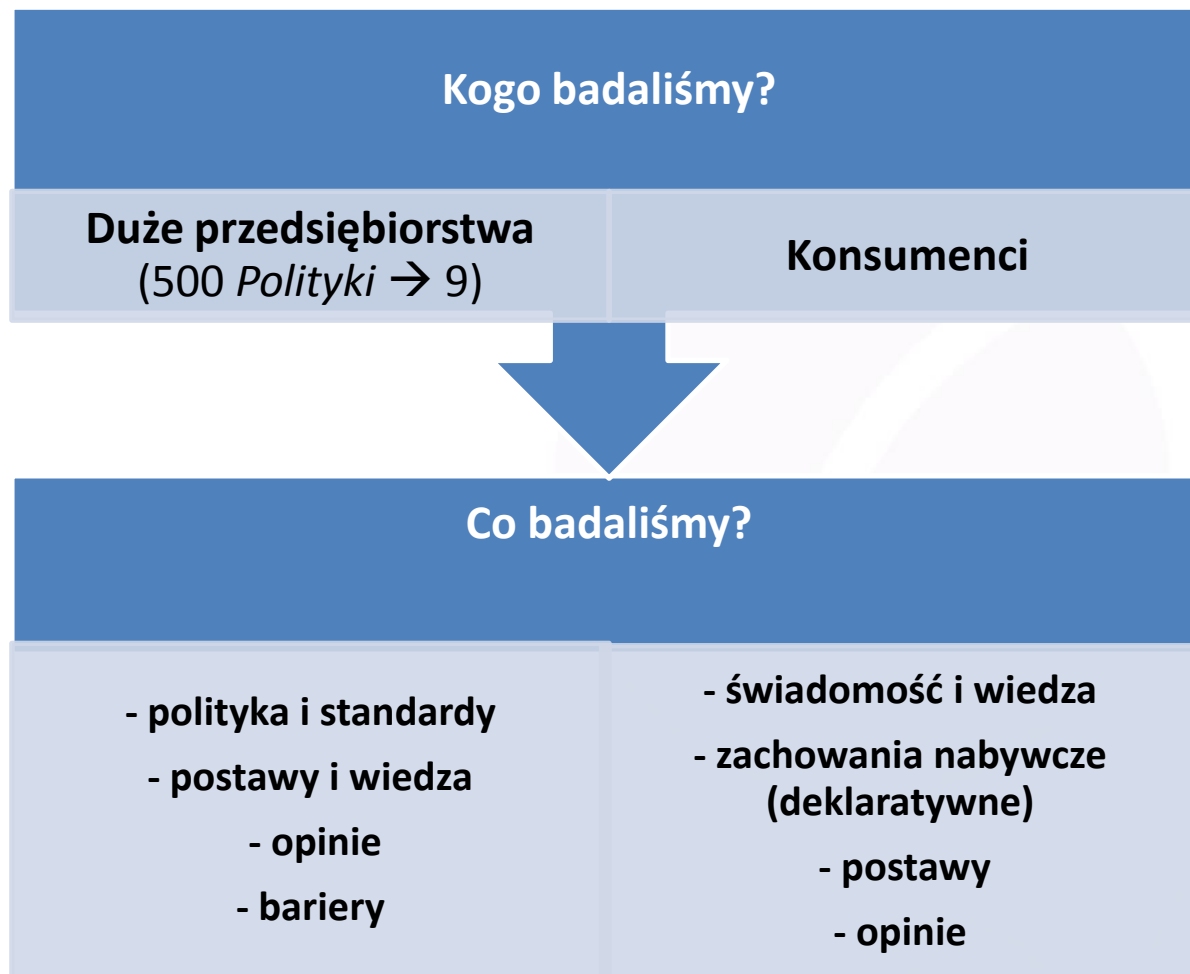 Kogo badaliśmy?
Duże przedsiębiorstwa
(500 Polityki → 9)
Konsumenci
Co badaliśmy?
- polityka i standardy
- postawy i wiedza
- opinie
- bariery
- świadomość i wiedza
- zachowania nabywcze
(deklaratywne)
- postawy
- opinie